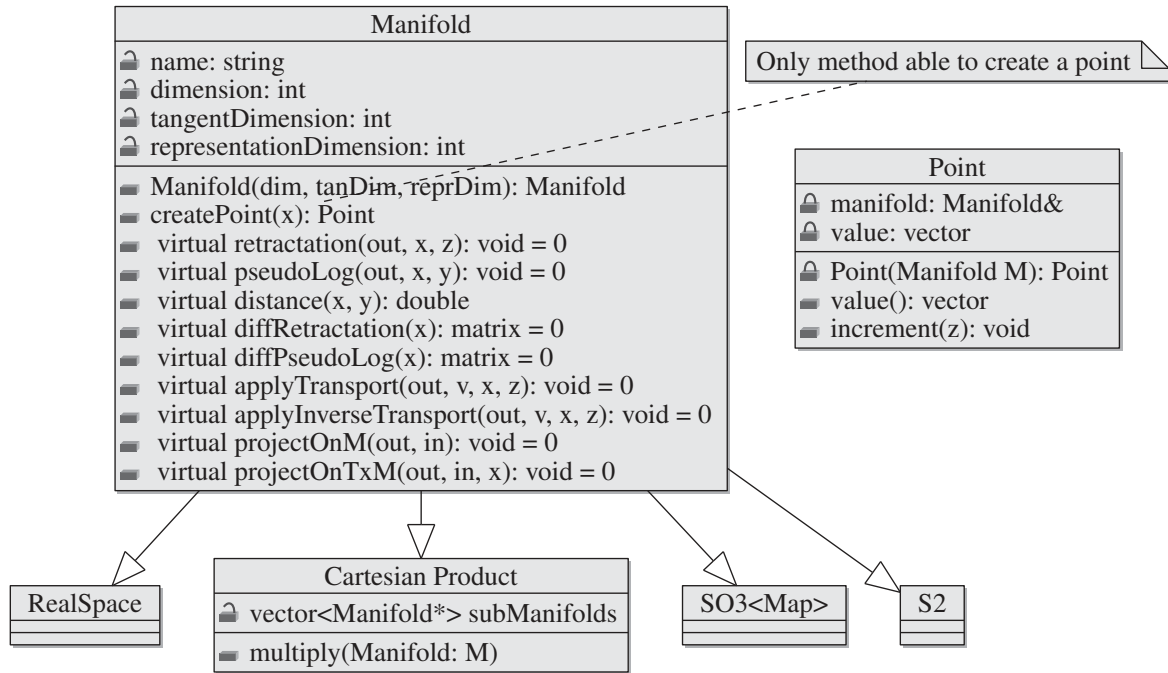 Manifold
name: string
dimension: int
tangentDimension: int
representationDimension: int
Manifold(dim, tanDim, reprDim): Manifold
createPoint(x): Point
virtual retractation(out, x, z): void = 0
virtual pseudoLog(out, x, y): void = 0
virtual distance(x, y): double
virtual diffRetractation(x): matrix = 0
virtual diffPseudoLog(x): matrix = 0
virtual applyTransport(out, v, x, z): void = 0
virtual applyInverseTransport(out, v, x, z): void = 0
virtual projectOnM(out, in): void = 0
virtual projectOnTxM(out, in, x): void = 0
Only method able to create a point
Point
manifold: Manifold&
value: vector
Point(Manifold M): Point
value(): vector
increment(z): void
RealSpace
Cartesian Product
vector<Manifold*> subManifolds
multiply(Manifold: M)
SO3<Map>
S2